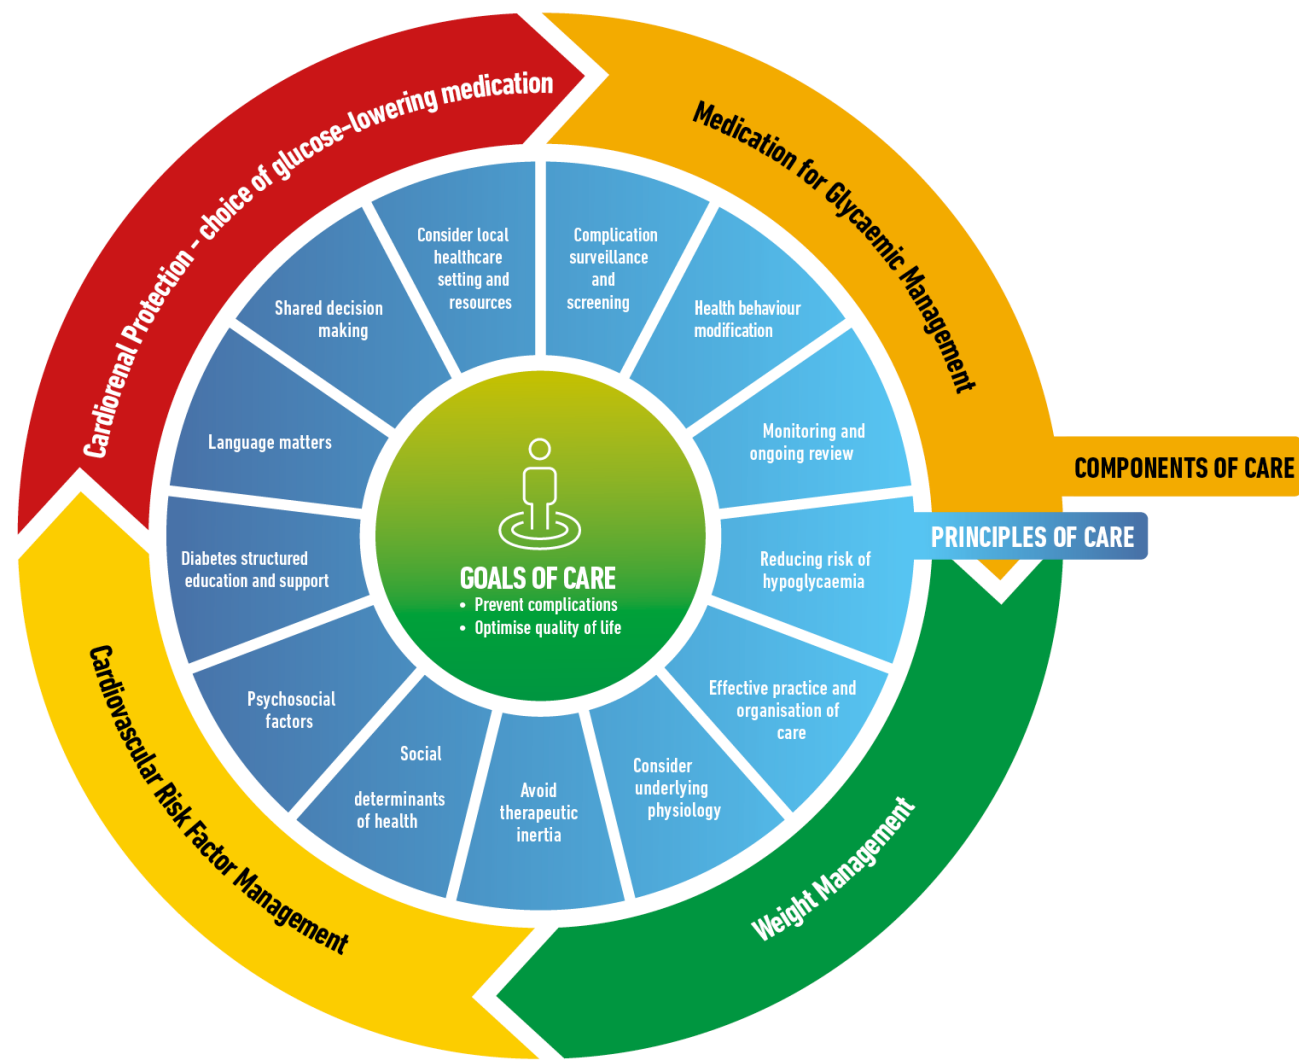 Cardiorenal Protection - choice of glucose-lowering medication
Medication for Glycaemic Management
Weight Management
Cardiovascular Risk Factor Management
COMPONENTS OF CARE
PRINCIPLES OF CARE
Complication
surveillance
and
screening
Health behaviour
modification
Monitoring and
ongoing review
Reducing risk of
hypoglycaemia
Effective practice and
organisation of
care
Consider
underlying
physiology
Avoid
therapeutic
inertia
Social
determinants
of health
Psychosocial
factors
Diabetes structured
education and support
Language matters
Shared decision
making
Consider local
healthcare
setting and
resources
GOALS OF CARE
• Prevent complications
• Optimise quality of life